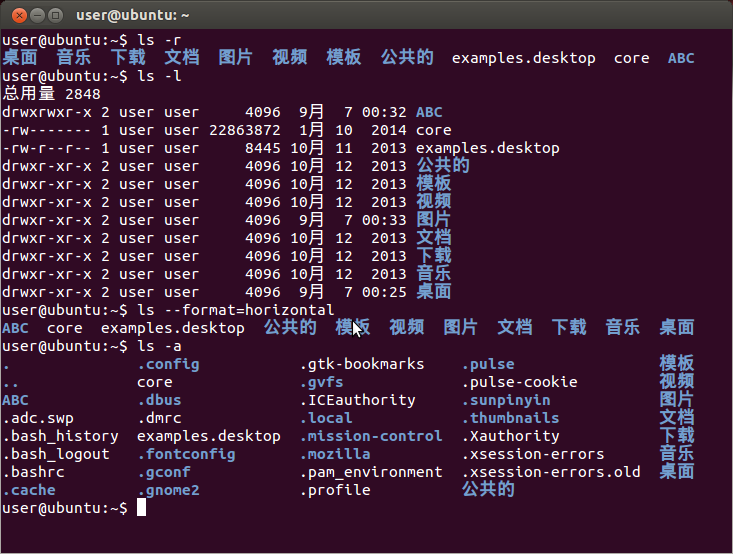 user@ubuntu: ~
user@ubuntu:~$ ls -r
桌面  音乐  下载  文档  图片  视频  模板  公共的  examples.desktop  core  ABC
user@ubuntu:~$ ls -l
总用量 2848
drwxrwxr-x 2 user user     4096  9月  7 00:32 ABC
-rw------- 1 user user 22863872  1月 10  2014 core
-rw-r--r-- 1 user user     8445 10月 11  2013 examples.desktop
drwxr-xr-x 2 user user     4096 10月 12  2013 公共的
drwxr-xr-x 2 user user     4096 10月 12  2013 模板
drwxr-xr-x 2 user user     4096 10月 12  2013 视频
drwxr-xr-x 2 user user     4096  9月  7 00:33 图片
drwxr-xr-x 2 user user     4096 10月 12  2013 文档
drwxr-xr-x 2 user user     4096 10月 12  2013 下载
drwxr-xr-x 2 user user     4096 10月 12  2013 音乐
drwxr-xr-x 2 user user     4096  9月  7 00:25 桌面
user@ubuntu:~$ ls --format=horizontal
ABC  core  examples.desktop  公共的  模板  视频  图片  文档  下载  音乐  桌面
user@ubuntu:~$ ls -a
.              .config           .gtk-bookmarks    .pulse                模板
..             core              .gvfs             .pulse-cookie         视频
ABC            .dbus             .ICEauthority     .sunpinyin            图片
.adc.swp       .dmrc             .local            .thumbnails           文档
.bash_history  examples.desktop  .mission-control  .Xauthority           下载
.bash_logout   .fontconfig       .mozilla          .xsession-errors      音乐
.bashrc        .gconf            .pam_environment  .xsession-errors.old  桌面
.cache         .gnome2           .profile          公共的
user@ubuntu:~$